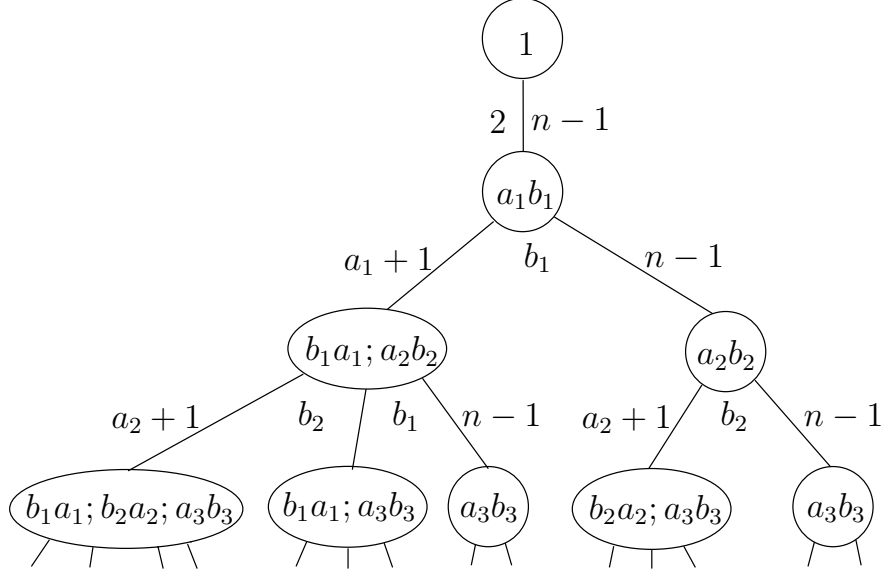 1
2 n − 1
a₁b₁
a₁ + 1 b₁ n − 1
b₁a₁; a₂b₂ a₂b₂
a₂ + 1 b₂ b₁ n − 1 a₂ + 1 b₂ n − 1
b₁a₁; b₂a₂; a₃b₃ b₁a₁; a₃b₃ a₃b₃ b₂a₂; a₃b₃ a₃b₃